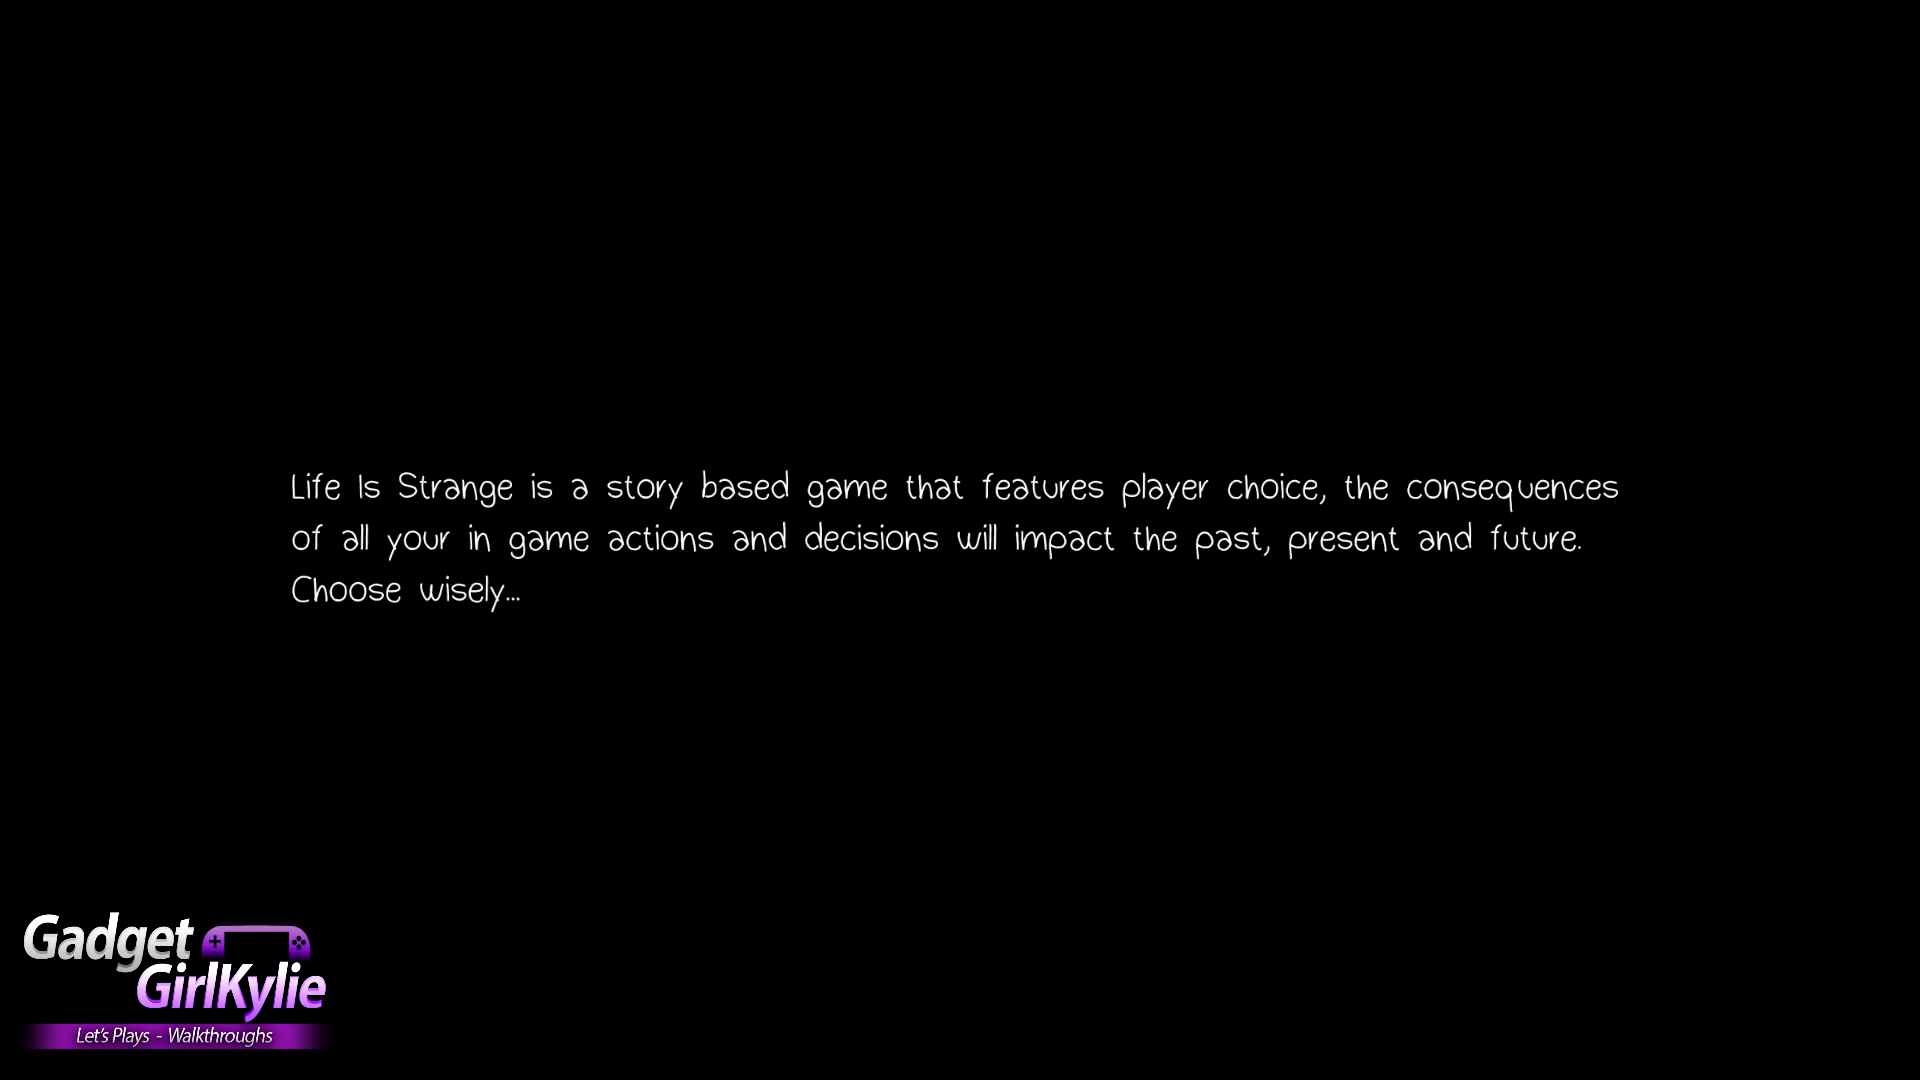 Life Is Strange is a story based game that features player choice, the consequences
of all your in game actions and decisions will impact the past, present and future.
Choose wisely...
Gadget
GirlKylie
Let's Plays - Walkthroughs